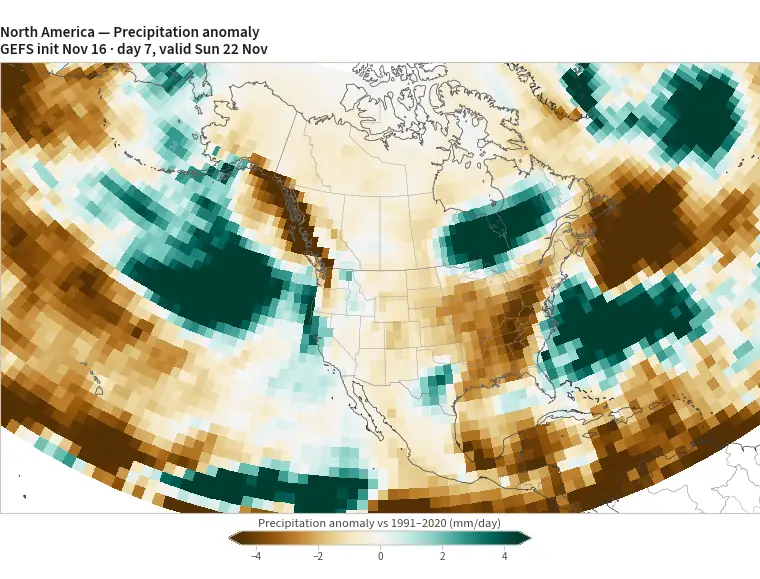 North America — Precipitation anomaly
GEFS init Nov 16 · day 7, valid Sun 22 Nov
Precipitation anomaly vs 1991–2020 (mm/day)
−4 −2 0 2 4